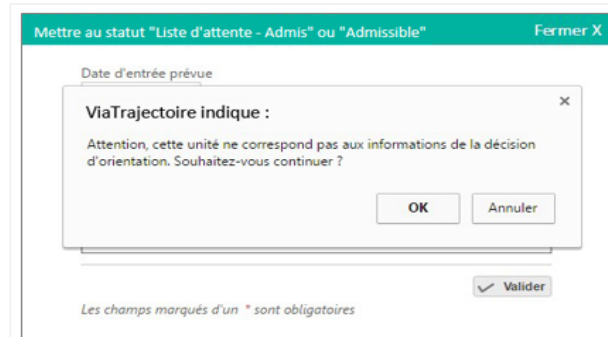 Mettre au statut "Liste d'attente - Admis" ou "Admissible" Fermer X
Date d'entrée prévue
ViaTrajectoire indique :
Attention, cette unité ne correspond pas aux informations de la décision
d'orientation. Souhaitez-vous continuer ?
OK Annuler
Valider
Les champs marqués d'un * sont obligatoires